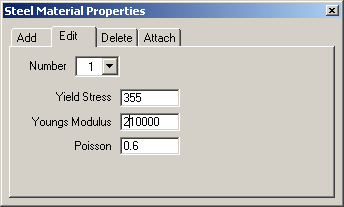 Steel Material Properties
Add Edit Delete Attach
Number 1
Yield Stress 355
Youngs Modulus 210000
Poisson 0.6